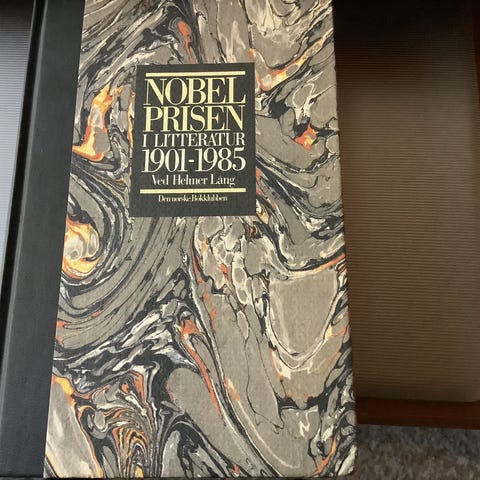 NOBEL
PRISEN
I LITTERATUR
1901-1985
Ved Helmer Lång
Den norske Bokklubben